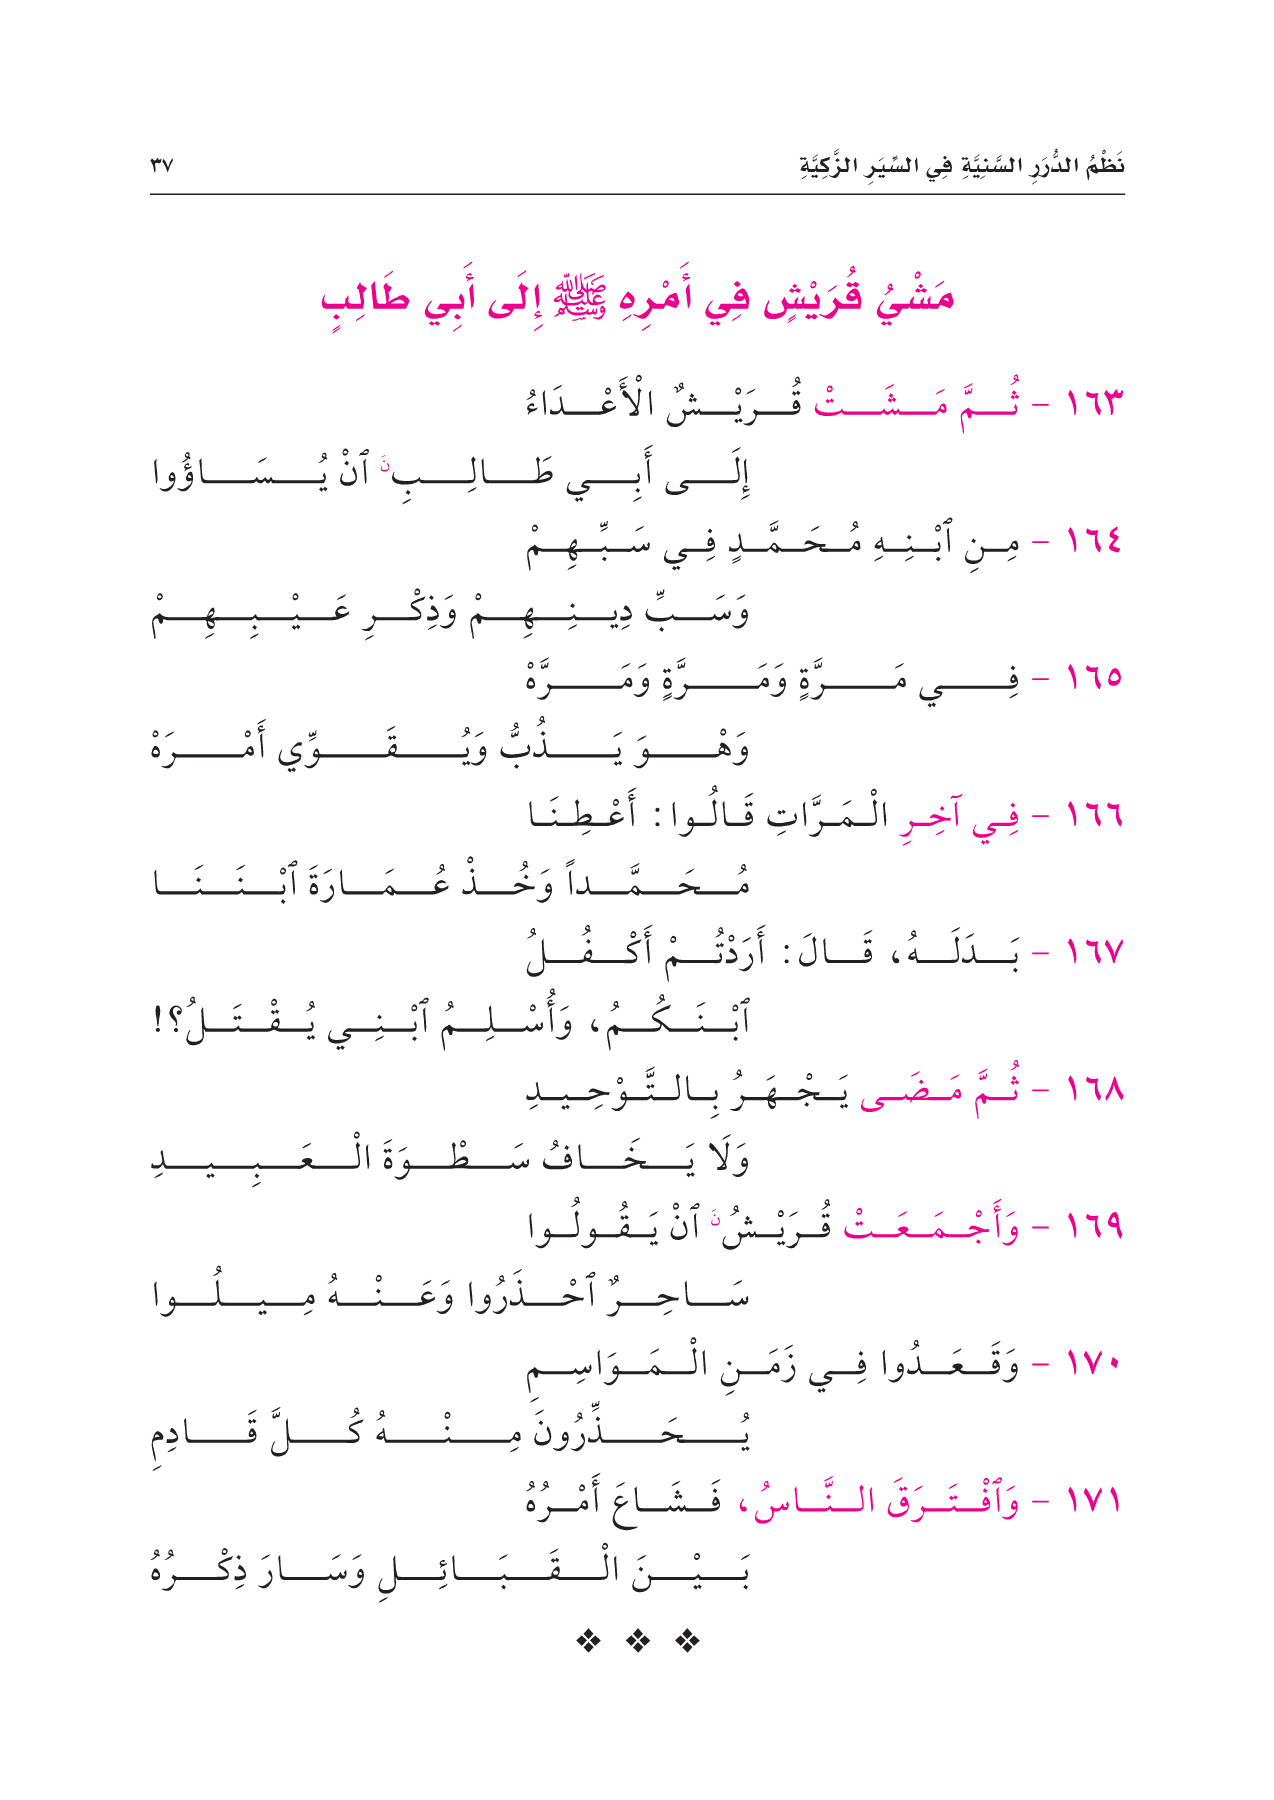 نَظْمُ الدُّرَرِ السَّنِيَّةِ فِي السِّيَرِ الزَّكِيَّةِ ٣٧
مَشْيُ قُرَيْشٍ فِي أَمْرِهِ ﷺ إِلَى أَبِي طَالِبٍ
١٦٣ - ثُمَّ مَشَتْ قُرَيْشٌ الْأَعْدَاءُ
إِلَى أَبِي طَالِبِنَ ٱنْ يُسَاؤُوا
١٦٤ - مِنِ ٱبْنِهِ مُحَمَّدٍ فِي سَبِّهِمْ
وَسَبِّ دِينِهِمْ وَذِكْرِ عَيْبِهِمْ
١٦٥ - فِي مَرَّةٍ وَمَرَّةٍ وَمَرَّهْ
وَهْوَ يَذُبُّ وَيُقَوِّي أَمْرَهْ
١٦٦ - فِي آخِرِ الْمَرَّاتِ قَالُوا: أَعْطِنَا
مُحَمَّداً وَخُذْ عُمَارَةَ ٱبْنَنَا
١٦٧ - بَدَلَهُ، قَالَ: أَرَدْتُمْ أَكْفُلُ
ٱبْنَكُمُ، وَأُسْلِمُ ٱبْنِي يُقْتَلُ؟!
١٦٨ - ثُمَّ مَضَى يَجْهَرُ بِالتَّوْحِيدِ
وَلَا يَخَافُ سَطْوَةَ الْعَبِيدِ
١٦٩ - وَأَجْمَعَتْ قُرَيْشُنَ ٱنْ يَقُولُوا
سَاحِرٌ ٱحْذَرُوا وَعَنْهُ مِيلُوا
١٧٠ - وَقَعَدُوا فِي زَمَنِ الْمَوَاسِمِ
يُحَذِّرُونَ مِنْهُ كُلَّ قَادِمِ
١٧١ - وَٱفْتَرَقَ النَّاسُ، فَشَاعَ أَمْرُهُ
بَيْنَ الْقَبَائِلِ وَسَارَ ذِكْرُهُ